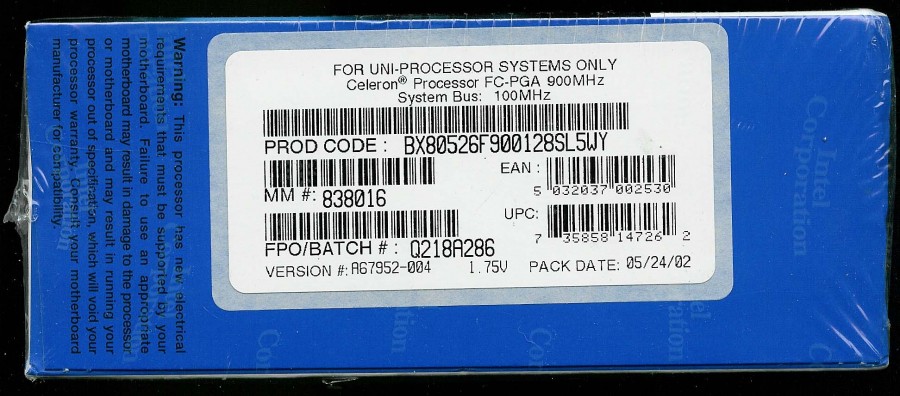 Warning: This processor has new electrical
requirements that must be supported by your
motherboard. Failure to use an appropriate
motherboard may result in damage to the processor
or motherboard and may result in running your
processor out of specification, which will void your
processor warranty. Consult your motherboard
manufacturer for compatibility.
FOR UNI-PROCESSOR SYSTEMS ONLY
Celeron® Processor FC-PGA 900MHz
System Bus: 100MHz
PROD CODE : BX80526F900128SL5WY
MM #: 838016
EAN :
5 032037 002530
FPO/BATCH # : Q218A286
UPC:
7 35858 14726 2
VERSION #: A67952-004 1.75V PACK DATE: 05/24/02
Intel
Corporation